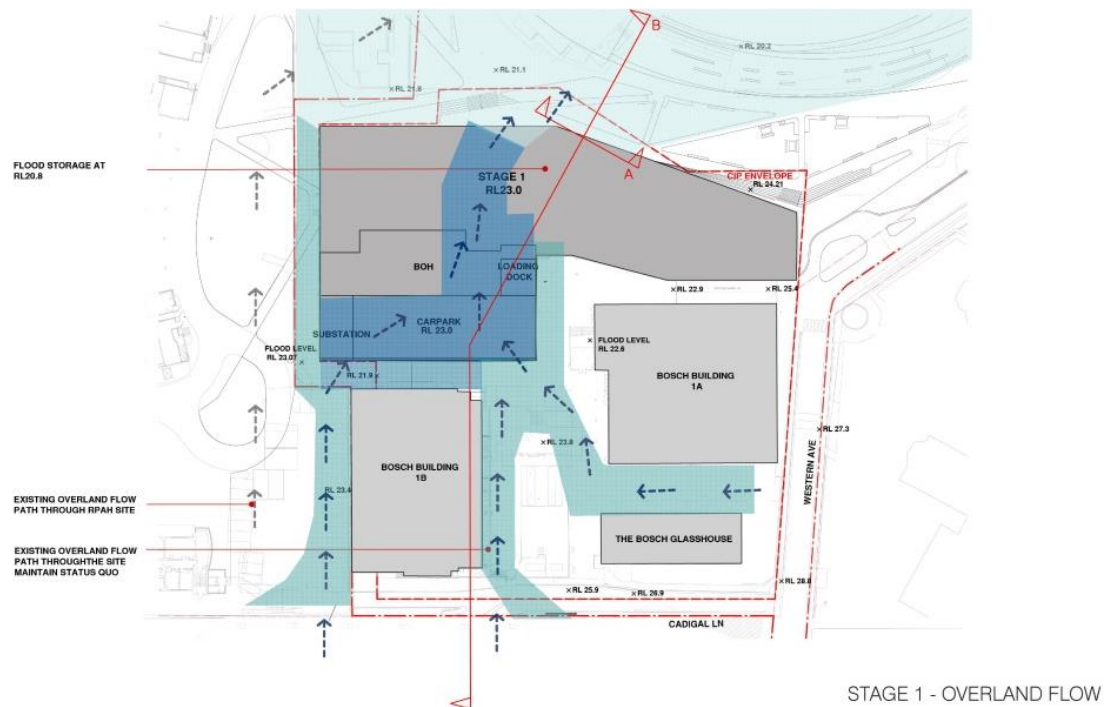 B
×RL 20.2
×RL 21.1
×RL 21.8
FLOOD STORAGE AT
RL20.8
STAGE 1
RL23.0
A
CIP ENVELOPE
RL 24.21
BOH
LOADING
DOCK
×RL 22.9
×RL 25.4
SUBSTATION
CARPARK
RL 23.0
FLOOD LEVEL
RL 23.07
FLOOD LEVEL
RL 22.6
RL 21.9×
BOSCH BUILDING
1A
×RL 27.3
×RL 23.8
BOSCH BUILDING
1B
WESTERN AVE
EXISTING OVERLAND FLOW
PATH THROUGH RPAH SITE
RL 23.4
EXISTING OVERLAND FLOW
PATH THROUGHTHE SITE
MAINTAIN STATUS QUO
THE BOSCH GLASSHOUSE
×RL 25.9
×RL 26.9
CADIGAL LN
STAGE 1 - OVERLAND FLOW